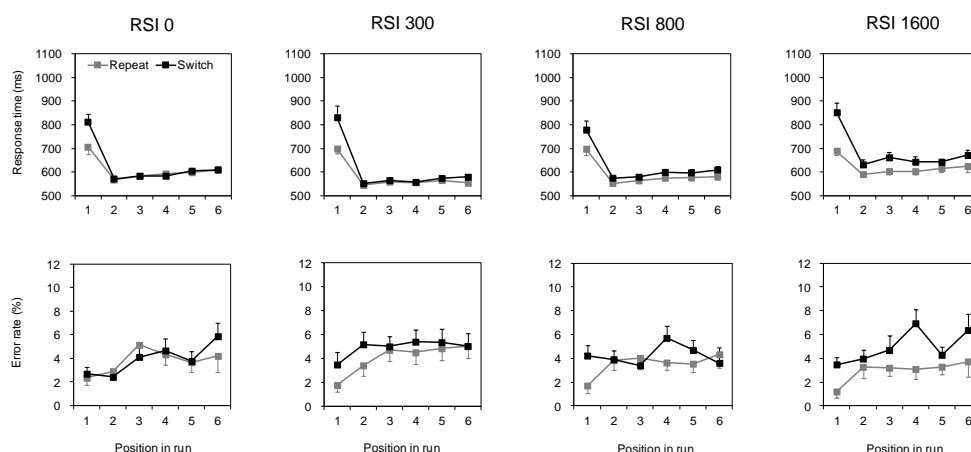 RSI 0 RSI 300 RSI 800 RSI 1600
Response time (ms)
1100 1100 1100 1100
Repeat Switch
1000 1000 1000 1000
900 900 900 900
800 800 800 800
700 700 700 700
600 600 600 600
500 500 500 500
1 2 3 4 5 6 1 2 3 4 5 6 1 2 3 4 5 6 1 2 3 4 5 6
Error rate (%)
12 12 12 12
10 10 10 10
8 8 8 8
6 6 6 6
4 4 4 4
2 2 2 2
0 0 0 0
1 2 3 4 5 6 1 2 3 4 5 6 1 2 3 4 5 6 1 2 3 4 5 6
Position in run Position in run Position in run Position in run